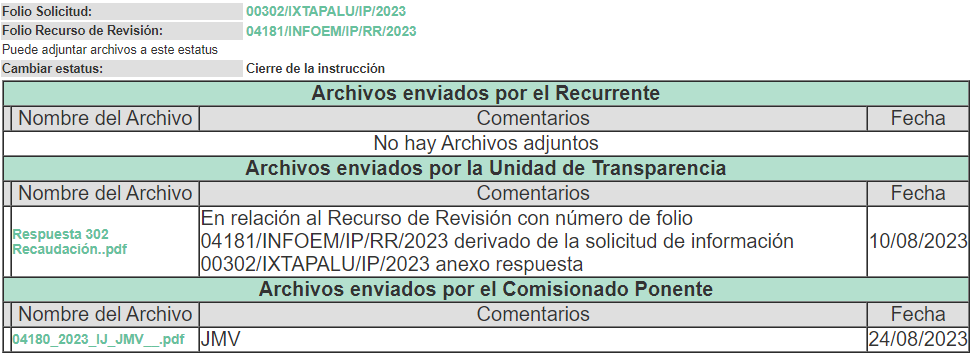 Folio Solicitud: 00302/IXTAPALU/IP/2023
Folio Recurso de Revisión: 04181/INFOEM/IP/RR/2023
Puede adjuntar archivos a este estatus
Cambiar estatus: Cierre de la instrucción
Archivos enviados por el Recurrente
Nombre del Archivo Comentarios Fecha
No hay Archivos adjuntos
Archivos enviados por la Unidad de Transparencia
Nombre del Archivo Comentarios Fecha
Respuesta 302
Recaudación..pdf
En relación al Recurso de Revisión con número de folio
04181/INFOEM/IP/RR/2023 derivado de la solicitud de información
00302/IXTAPALU/IP/2023 anexo respuesta
10/08/2023
Archivos enviados por el Comisionado Ponente
Nombre del Archivo Comentarios Fecha
04180_2023_IJ_JMV__.pdf JMV 24/08/2023